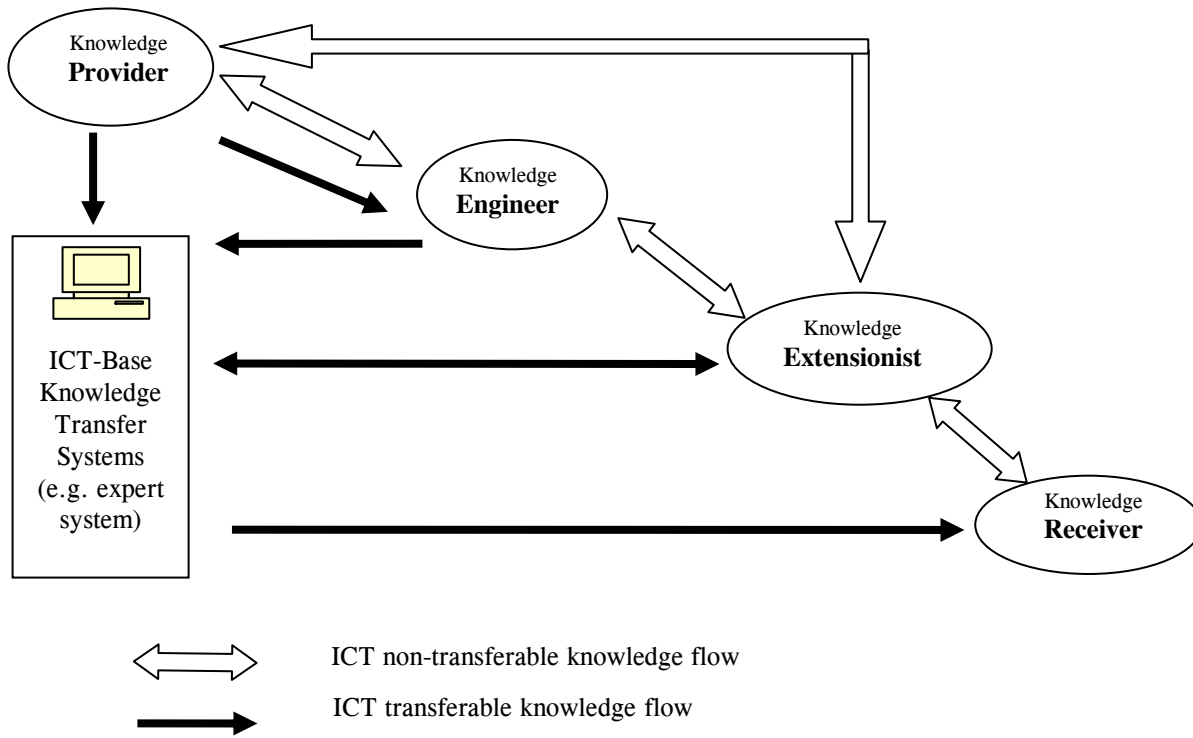 Knowledge
Provider
Knowledge
Engineer
Knowledge
Extensionist
ICT-Base
Knowledge
Transfer
Systems
(e.g. expert
system)
Knowledge
Receiver
ICT non-transferable knowledge flow
ICT transferable knowledge flow